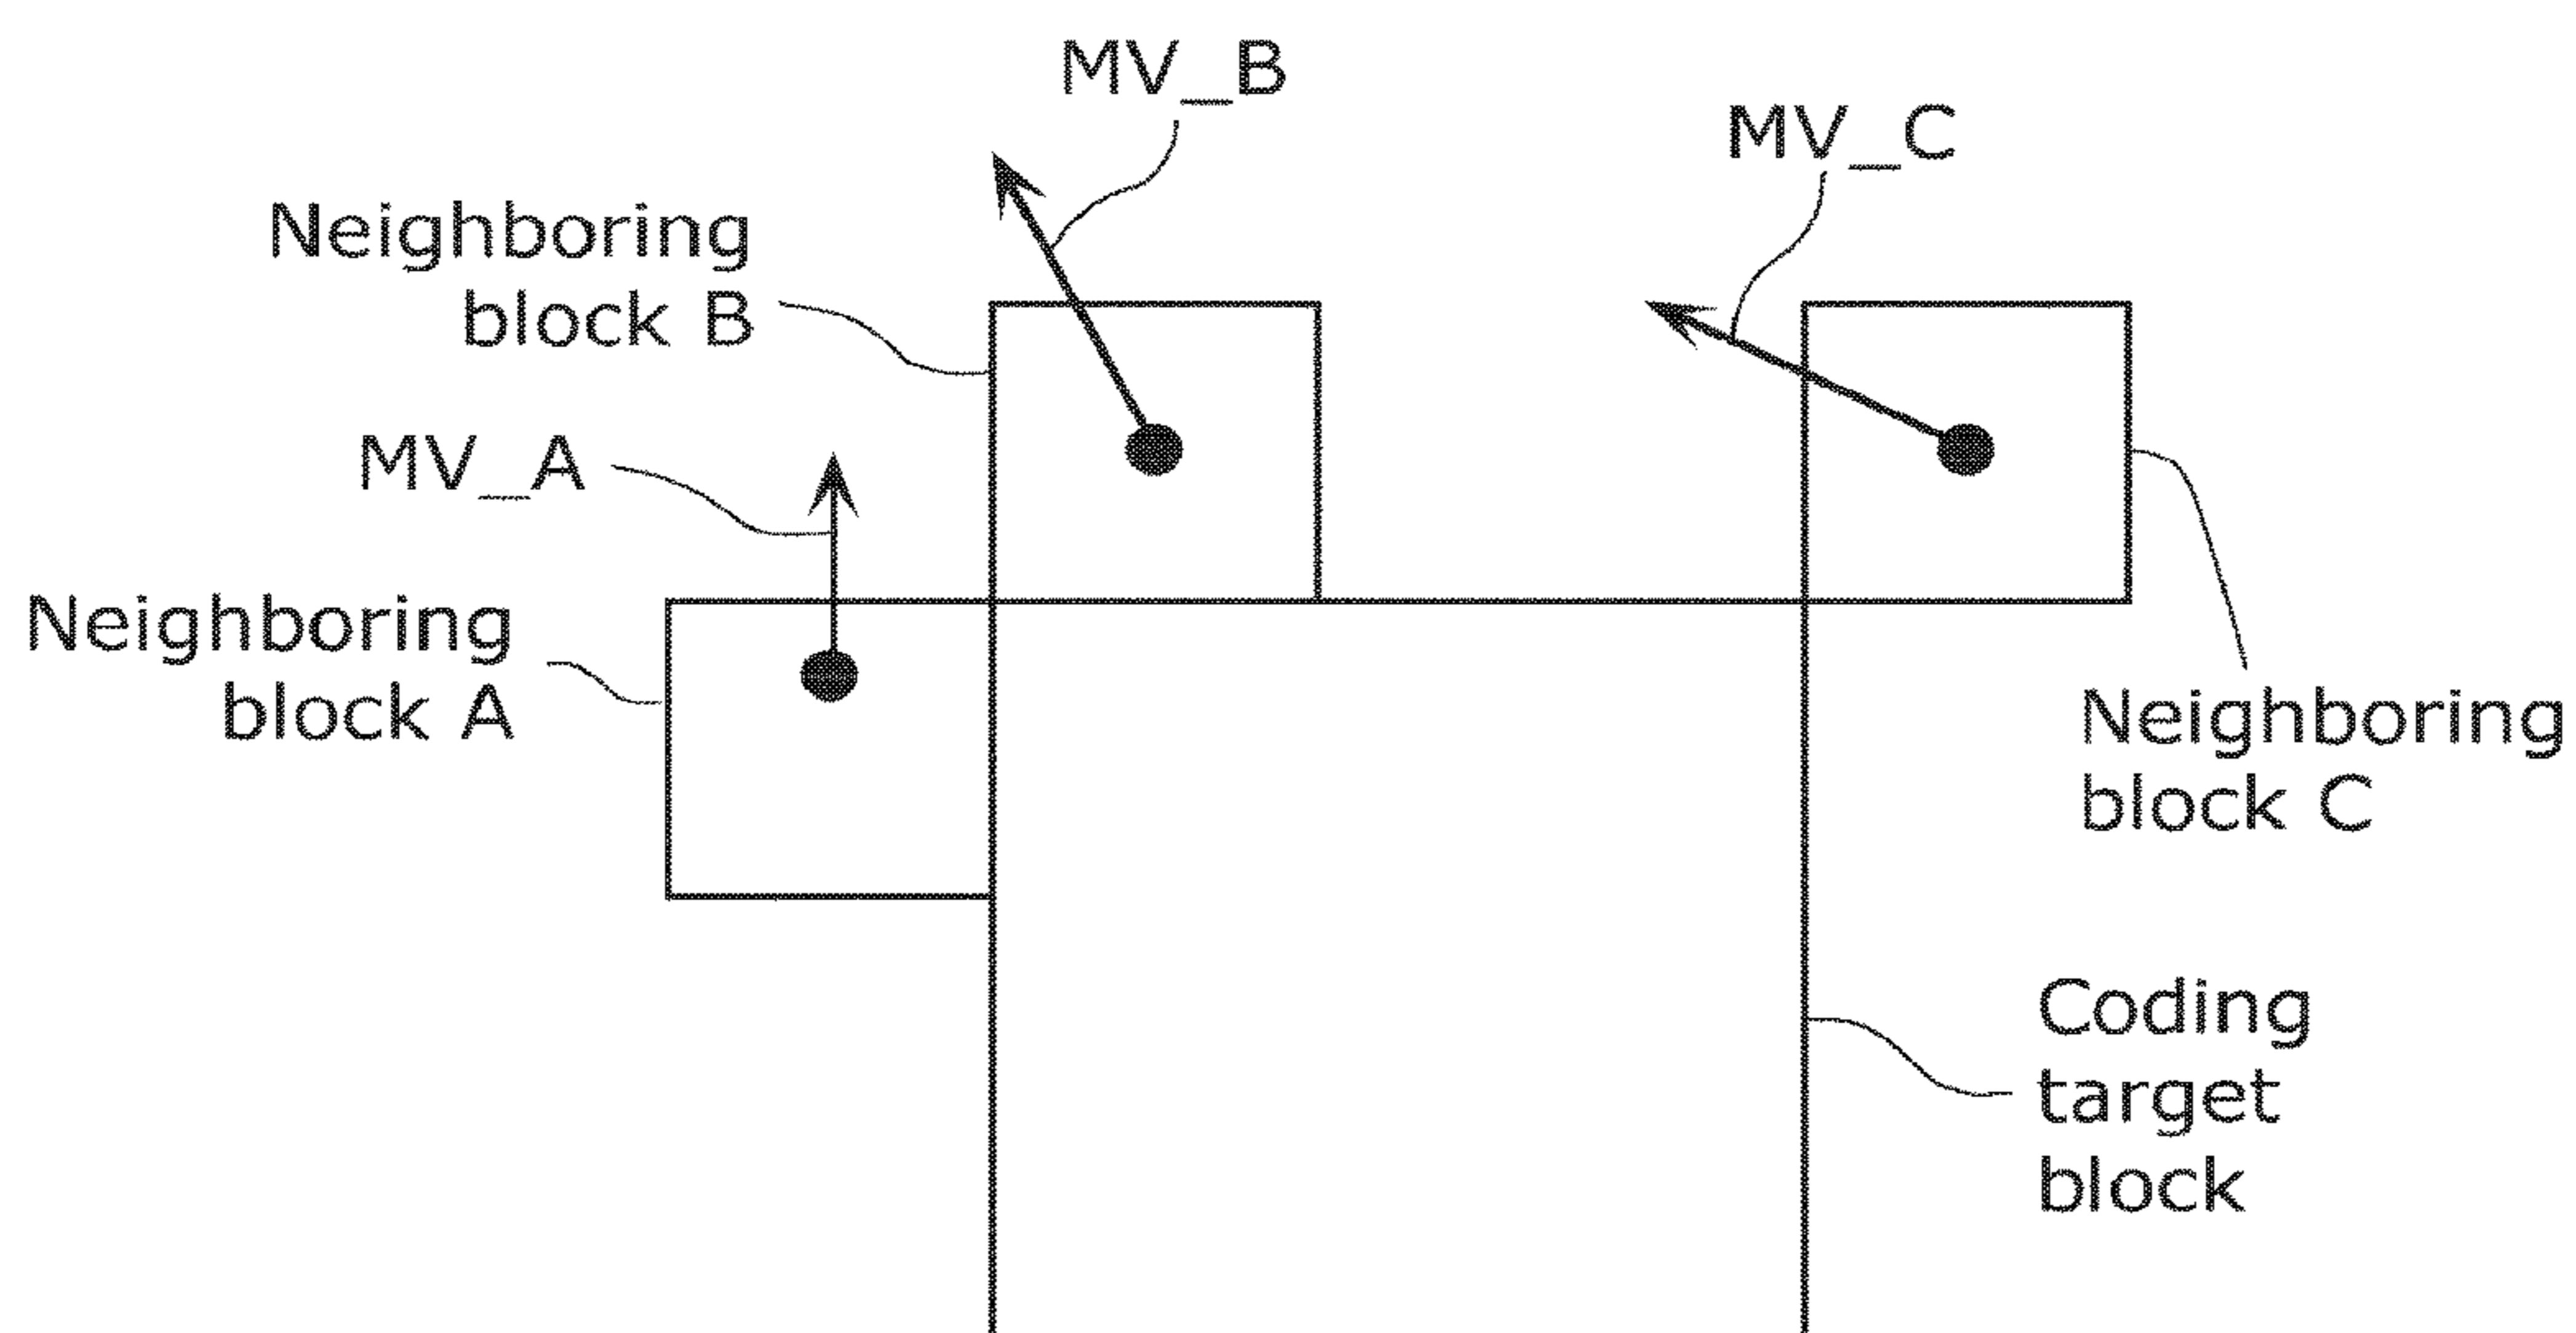 MV_B
MV_C
Neighboring
block B
MV_A
Neighboring
block A
Neighboring
block C
Coding
target
block